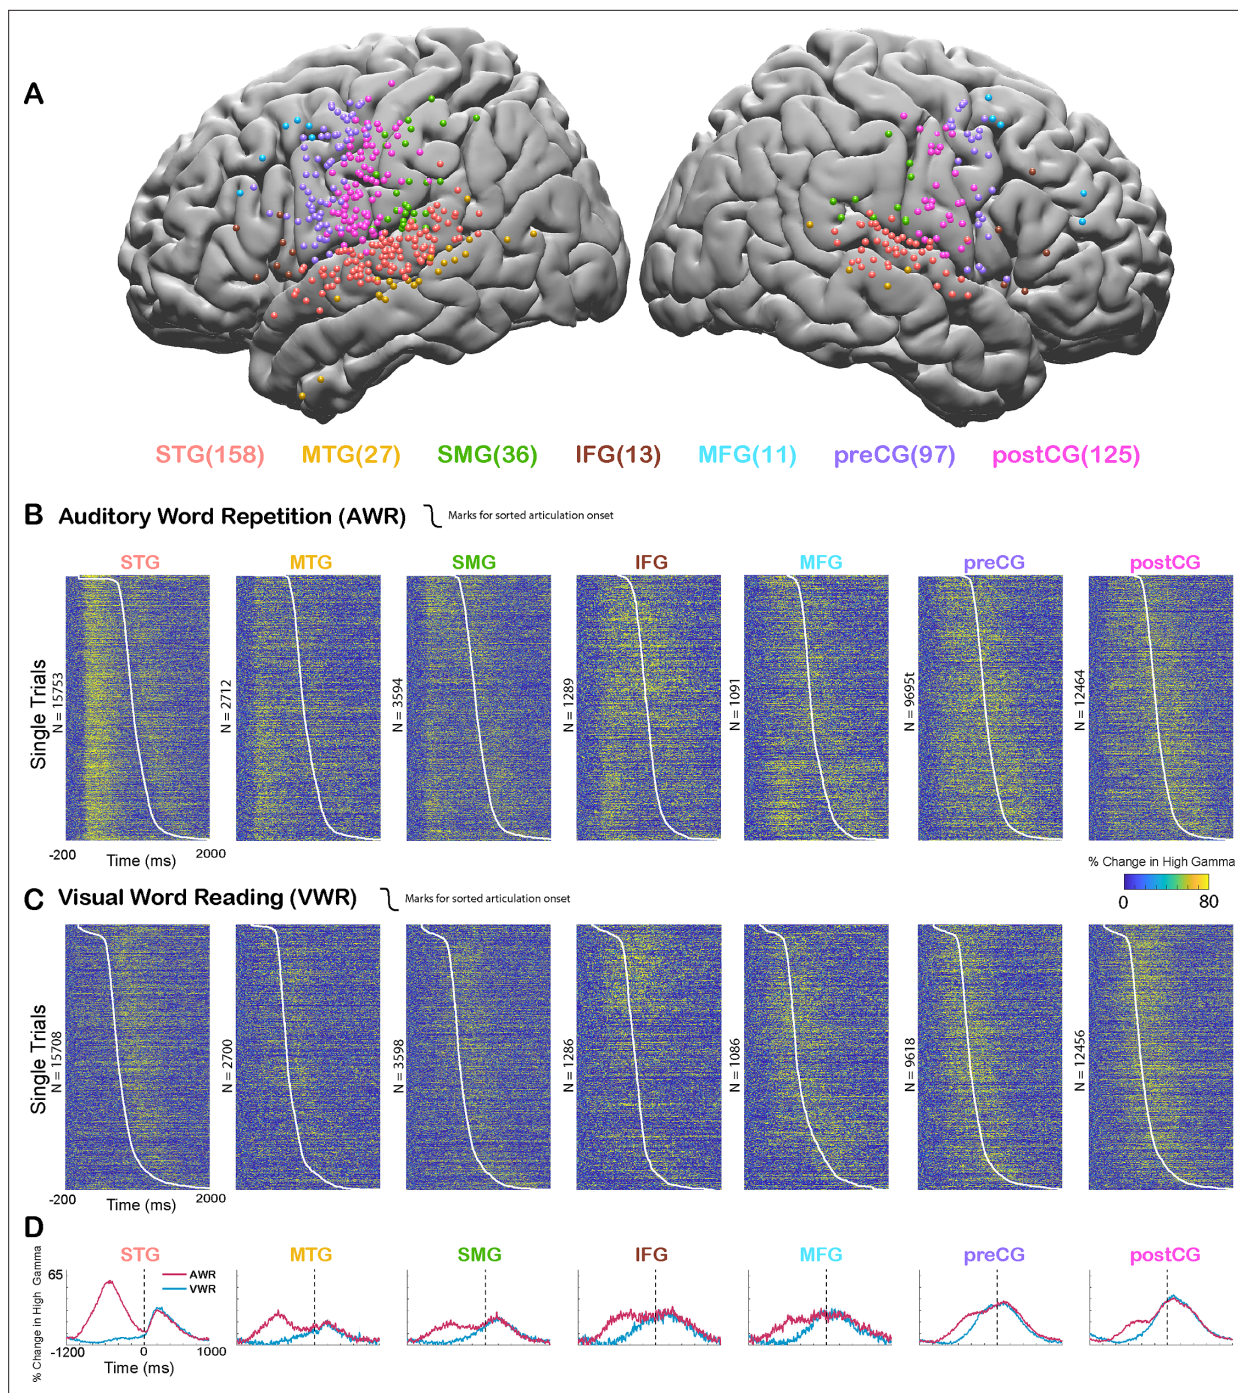 A
STG(158) MTG(27) SMG(36) IFG(13) MFG(11) preCG(97) postCG(125)
B Auditory Word Repetition (AWR) Marks for sorted articulation onset
STG MTG SMG IFG MFG preCG postCG
Single Trials
N = 15753
N = 2712
N = 3594
N = 1289
N = 1091
N = 9695t
N = 12464
-200 Time (ms) 2000
% Change in High Gamma
0 80
C Visual Word Reading (VWR) Marks for sorted articulation onset
Single Trials
N = 15708
N = 2700
N = 3598
N = 1286
N = 1086
N = 9618
N = 12456
-200 Time (ms) 2000
D
STG MTG SMG IFG MFG preCG postCG
% Change in High Gamma
65
AWR
VWR
-1200 0 1000
Time (ms)